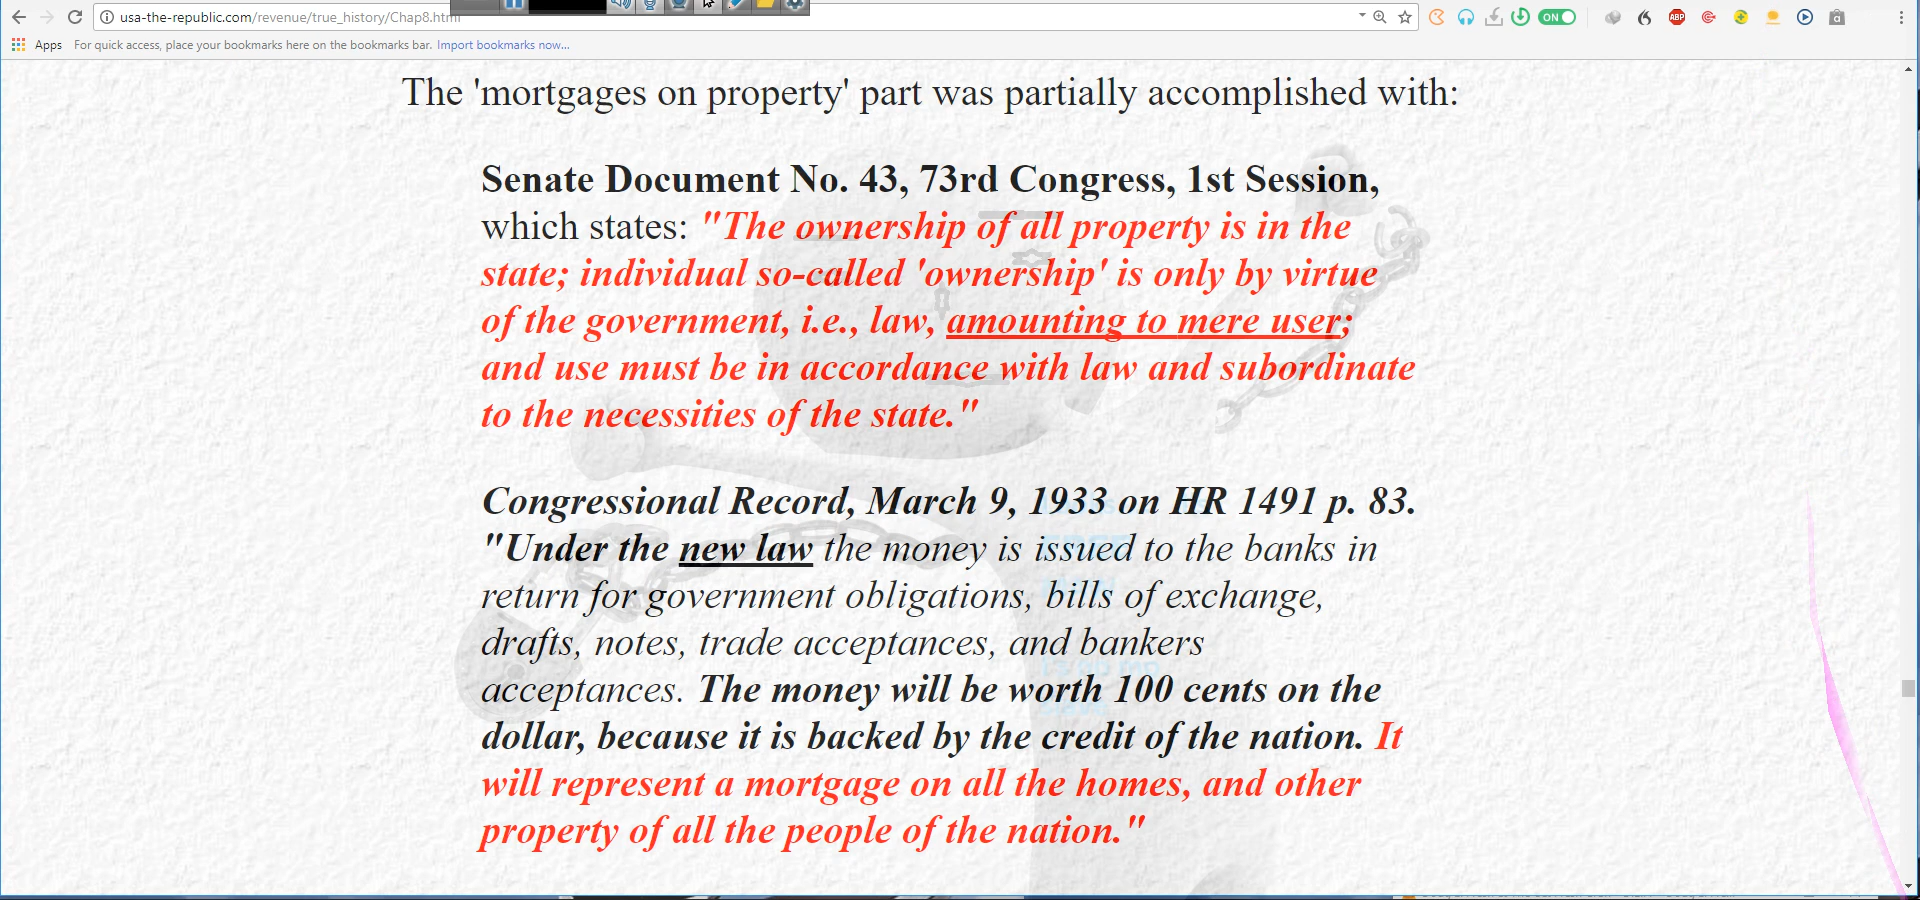 usa-the-republic.com/revenue/true_history/Chap8.html
ON
ABP
Apps For quick access, place your bookmarks here on the bookmarks bar. Import bookmarks now...
The 'mortgages on property' part was partially accomplished with:
Senate Document No. 43, 73rd Congress, 1st Session,
which states: "The ownership of all property is in the
state; individual so-called 'ownership' is only by virtue
of the government, i.e., law, amounting to mere user;
and use must be in accordance with law and subordinate
to the necessities of the state."
Congressional Record, March 9, 1933 on HR 1491 p. 83.
"Under the new law the money is issued to the banks in
return for government obligations, bills of exchange,
drafts, notes, trade acceptances, and bankers
acceptances. The money will be worth 100 cents on the
dollar, because it is backed by the credit of the nation. It
will represent a mortgage on all the homes, and other
property of all the people of the nation."